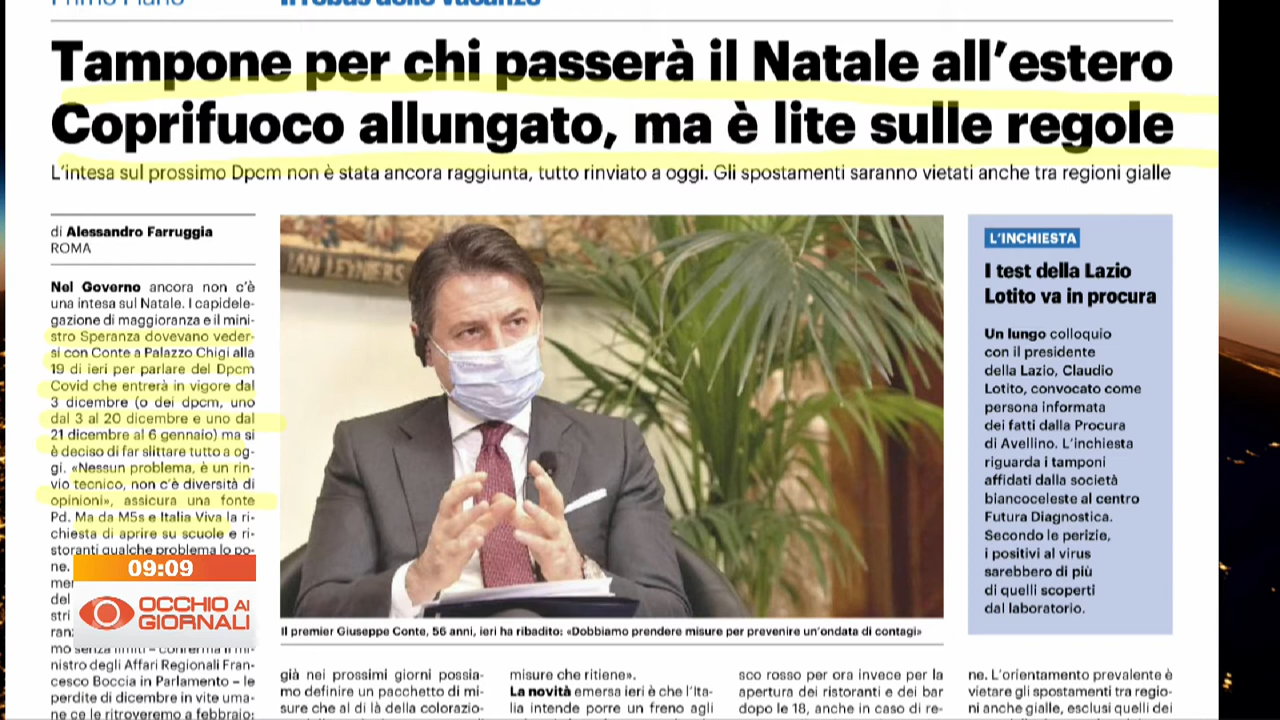 Primo Piano
Il rebus delle vacanze
Tampone per chi passerà il Natale all'estero
Coprifuoco allungato, ma è lite sulle regole
L'intesa sul prossimo Dpcm non è stata ancora raggiunta, tutto rinviato a oggi. Gli spostamenti saranno vietati anche tra regioni gialle
di Alessandro Farruggia
ROMA
Nel Governo ancora non c'è
una intesa sul Natale. I capidele-
gazione di maggioranza e il mini-
stro Speranza dovevano veder-
si con Conte a Palazzo Chigi alla
19 di ieri per parlare del Dpcm
Covid che entrerà in vigore dal
3 dicembre (o dei dpcm, uno
dal 3 al 20 dicembre e uno dal
21 dicembre al 6 gennaio) ma si
è deciso di far slittare tutto a og-
gi. «Nessun problema, è un rin-
vio tecnico, non c'è diversità di
opinioni», assicura una fonte
Pd. Ma da M5s e Italia Viva la ri-
chiesta di aprire su scuole e ri-
storanti qualche problema lo po-
ne.
mer
del
stri
ran
mo senza limiti – conferma il mi-
nistro degli Affari Regionali Fran-
cesco Boccia in Parlamento – le
perdite di dicembre in vite uma-
ne ce le ritroveremo a febbraio:
09:09
OCCHIO AI
GIORNALI
IAN LEYNIERS
Il premier Giuseppe Conte, 56 anni, ieri ha ribadito: «Dobbiamo prendere misure per prevenire un'ondata di contagi»
già nei prossimi giorni possia-
mo definire un pacchetto di mi-
sure che al di là della colorazio-
misure che ritiene».
La novità emersa ieri è che l'Ita-
lia intende porre un freno agli
sco rosso per ora invece per la
apertura dei ristoranti e dei bar
dopo le 18, anche in caso di re-
L'INCHIESTA
I test della Lazio
Lotito va in procura
Un lungo colloquio
con il presidente
della Lazio, Claudio
Lotito, convocato come
persona informata
dei fatti dalla Procura
di Avellino. L'inchiesta
riguarda i tamponi
affidati dalla società
biancoceleste al centro
Futura Diagnostica.
Secondo le perizie,
i positivi al virus
sarebbero di più
di quelli scoperti
dal laboratorio.
ne. L'orientamento prevalente è
vietare gli spostamenti tra regio-
ni anche gialle, esclusi quelli dei